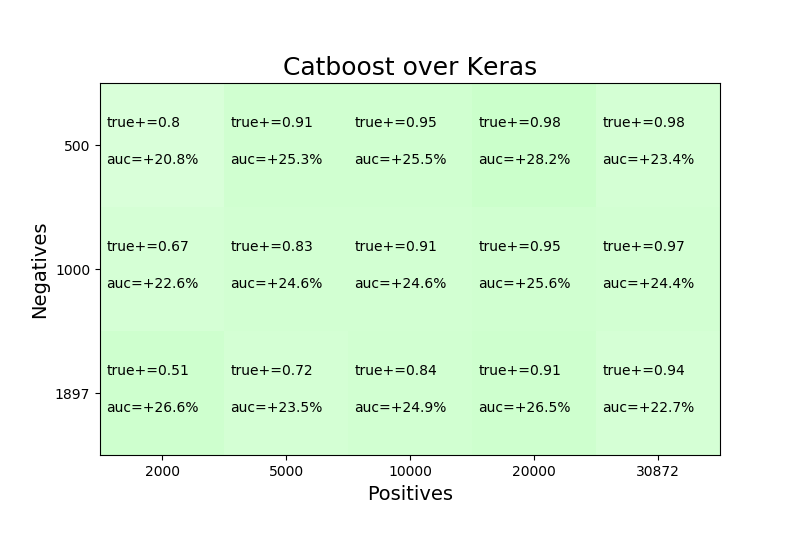 Catboost over Keras
true+=0.8 true+=0.91 true+=0.95 true+=0.98 true+=0.98
500
auc=+20.8% auc=+25.3% auc=+25.5% auc=+28.2% auc=+23.4%
true+=0.67 true+=0.83 true+=0.91 true+=0.95 true+=0.97
1000
auc=+22.6% auc=+24.6% auc=+24.6% auc=+25.6% auc=+24.4%
true+=0.51 true+=0.72 true+=0.84 true+=0.91 true+=0.94
1897
auc=+26.6% auc=+23.5% auc=+24.9% auc=+26.5% auc=+22.7%
Negatives
2000 5000 10000 20000 30872
Positives